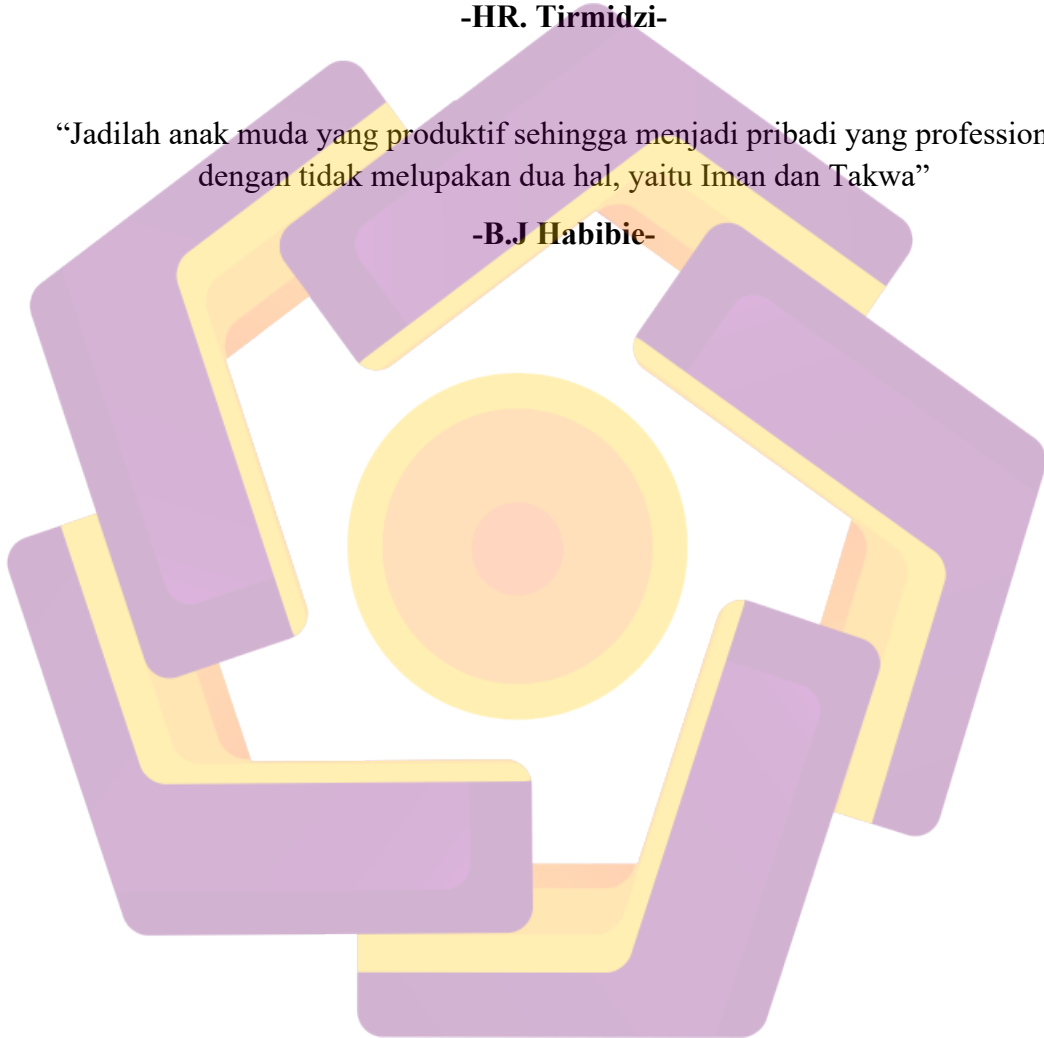 -HR. Tirmidzi-
“Jadilah anak muda yang produktif sehingga menjadi pribadi yang profession
dengan tidak melupakan dua hal, yaitu Iman dan Takwa”
-B.J Habibie-